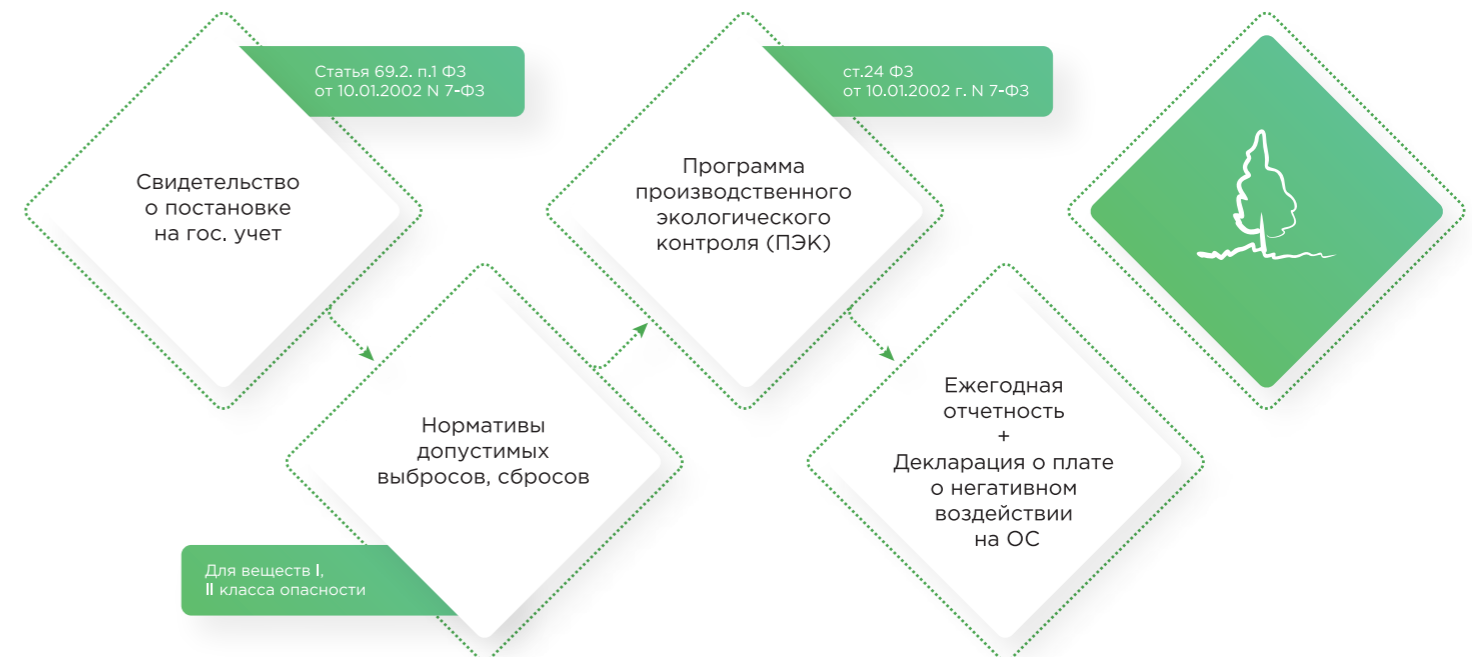 Статья 69.2. п.1 ФЗ
от 10.01.2002 N 7-ФЗ
Свидетельство
о постановке
на гос. учет
Для веществ I,
II класса опасности
Нормативы
допустимых
выбросов, сбросов
ст.24 ФЗ
от 10.01.2002 г. N 7-ФЗ
Программа
производственного
экологического
контроля (ПЭК)
Ежегодная
отчетность
+
Декларация о плате
о негативном
воздействии
на ОС